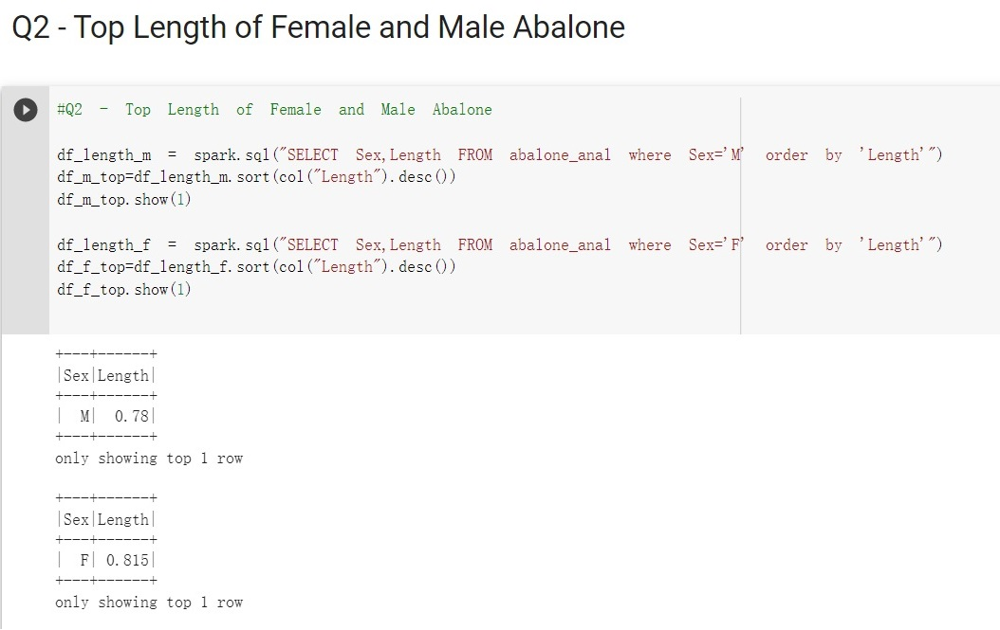 Q2 - Top Length of Female and Male Abalone
#Q2 - Top Length of Female and Male Abalone
df_length_m = spark.sql("SELECT Sex,Length FROM abalone_anal where Sex='M' order by 'Length'")
df_m_top=df_length_m.sort(col("Length").desc())
df_m_top.show(1)
df_length_f = spark.sql("SELECT Sex,Length FROM abalone_anal where Sex='F' order by 'Length'")
df_f_top=df_length_f.sort(col("Length").desc())
df_f_top.show(1)
+---+------+
|Sex|Length|
+---+------+
|  M|  0.78|
+---+------+
only showing top 1 row
+---+------+
|Sex|Length|
+---+------+
|  F| 0.815|
+---+------+
only showing top 1 row